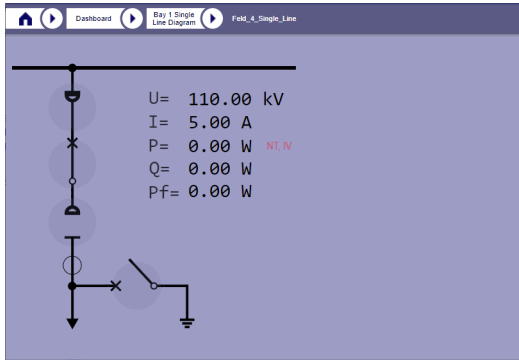 Dashboard
Bay 1 Single
Line Diagram
Feld_4_Single_Line
U= 110.00 kV
I= 5.00 A
P= 0.00 W NT, IV
Q= 0.00 W
Pf= 0.00 W